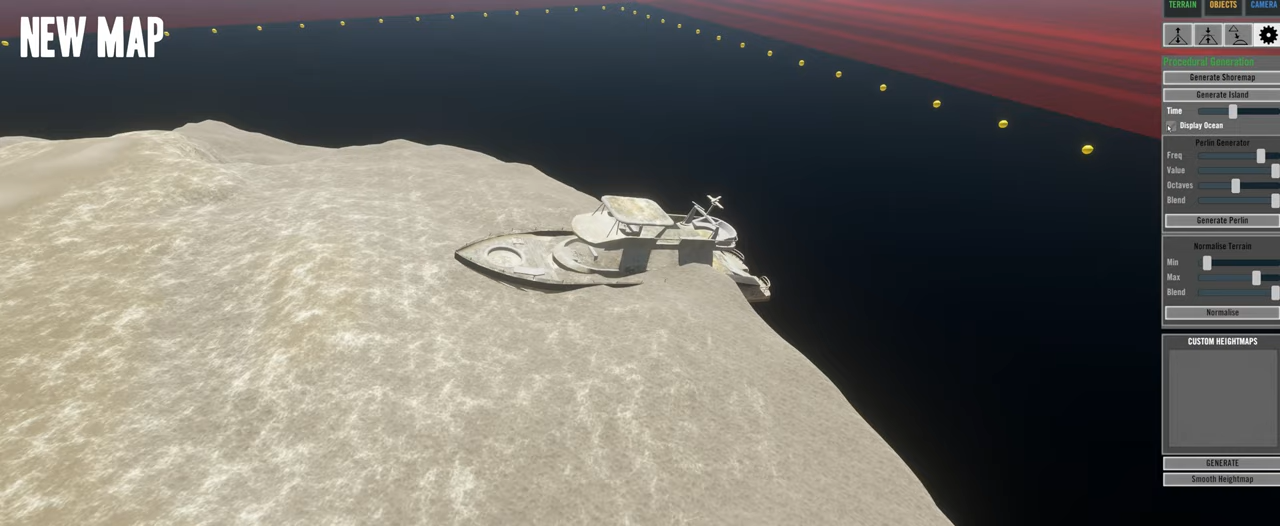 NEW MAP
TERRAIN OBJECTS CAMERA
Procedural Generation
Generate Shoremap
Generate Island
Time
Display Ocean
Perlin Generator
Freq
Value
Octaves
Blend
Generate Perlin
Normalise Terrain
Min
Max
Blend
Normalise
CUSTOM HEIGHTMAPS
GENERATE
Smooth Heightmap